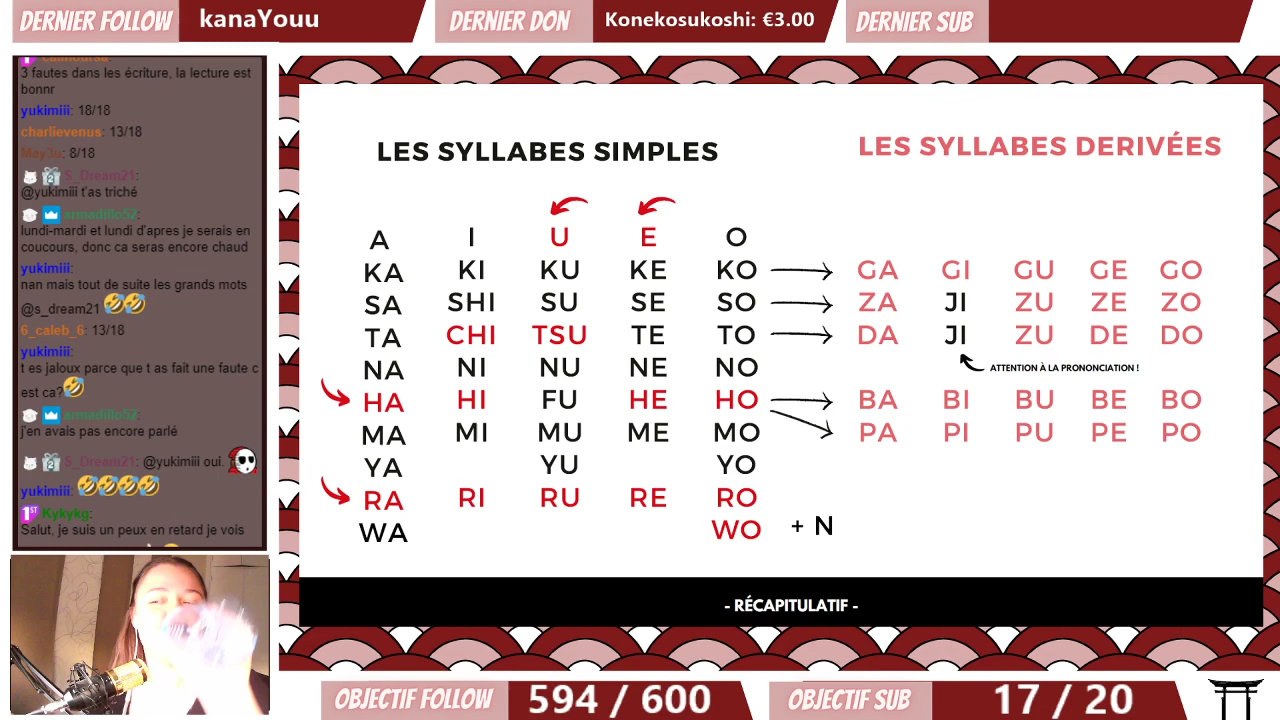 DERNIER FOLLOW kanaYouu DERNIER DON Konekosukoshi: €3.00 DERNIER SUB
3 fautes dans les écriture, la lecture est
bonnr
yukimiii: 18/18
charlievenus: 13/18
May3u: 8/18
S_Dream21:
@yukimiii t'as triché
armadillo52:
lundi-mardi et lundi d'apres je serais en
coucours, donc ca seras encore chaud
yukimiii:
nan mais tout de suite les grands mots
@s_dream21
6_caleb_6: 13/18
yukimiii:
t es jaloux parce que t as fait une faute c
est ca?
armadillo52:
j'en avais pas encore parlé
S_Dream21: @yukimiii oui.
yukimiii:
1ST Kykykg:
Salut, je suis un peux en retard je vois
LES SYLLABES SIMPLES
A I U E O
KA KI KU KE KO
SA SHI SU SE SO
TA CHI TSU TE TO
NA NI NU NE NO
HA HI FU HE HO
MA MI MU ME MO
YA YU YO
RA RI RU RE RO
WA WO + N
LES SYLLABES DERIVÉES
GA GI GU GE GO
ZA JI ZU ZE ZO
DA JI ZU DE DO
ATTENTION À LA PRONONCIATION !
BA BI BU BE BO
PA PI PU PE PO
- RÉCAPITULATIF -
OBJECTIF FOLLOW 594 / 600 OBJECTIF SUB 17 / 20